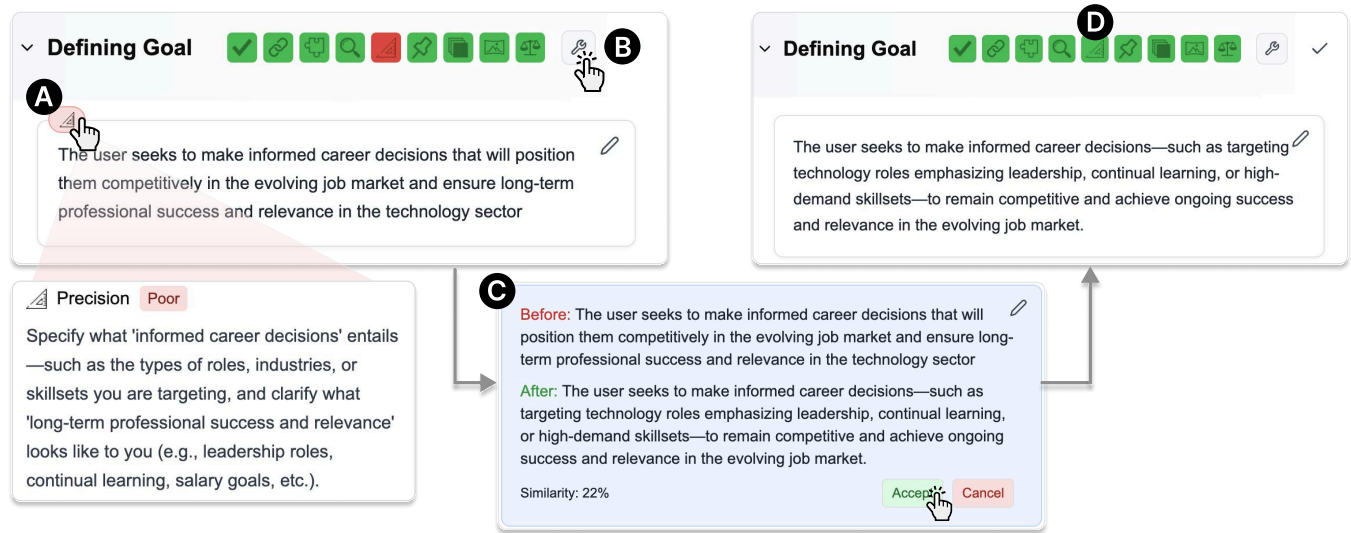 Defining Goal
B
A
The user seeks to make informed career decisions that will position
them competitively in the evolving job market and ensure long-term
professional success and relevance in the technology sector
Precision Poor
Specify what 'informed career decisions' entails
—such as the types of roles, industries, or
skillsets you are targeting, and clarify what
'long-term professional success and relevance'
looks like to you (e.g., leadership roles,
continual learning, salary goals, etc.).
C
Before: The user seeks to make informed career decisions that will
position them competitively in the evolving job market and ensure long-
term professional success and relevance in the technology sector
After: The user seeks to make informed career decisions—such as
targeting technology roles emphasizing leadership, continual learning,
or high-demand skillsets—to remain competitive and achieve ongoing
success and relevance in the evolving job market.
Similarity: 22%
Accept Cancel
D
Defining Goal
The user seeks to make informed career decisions—such as targeting
technology roles emphasizing leadership, continual learning, or high-
demand skillsets—to remain competitive and achieve ongoing success
and relevance in the evolving job market.